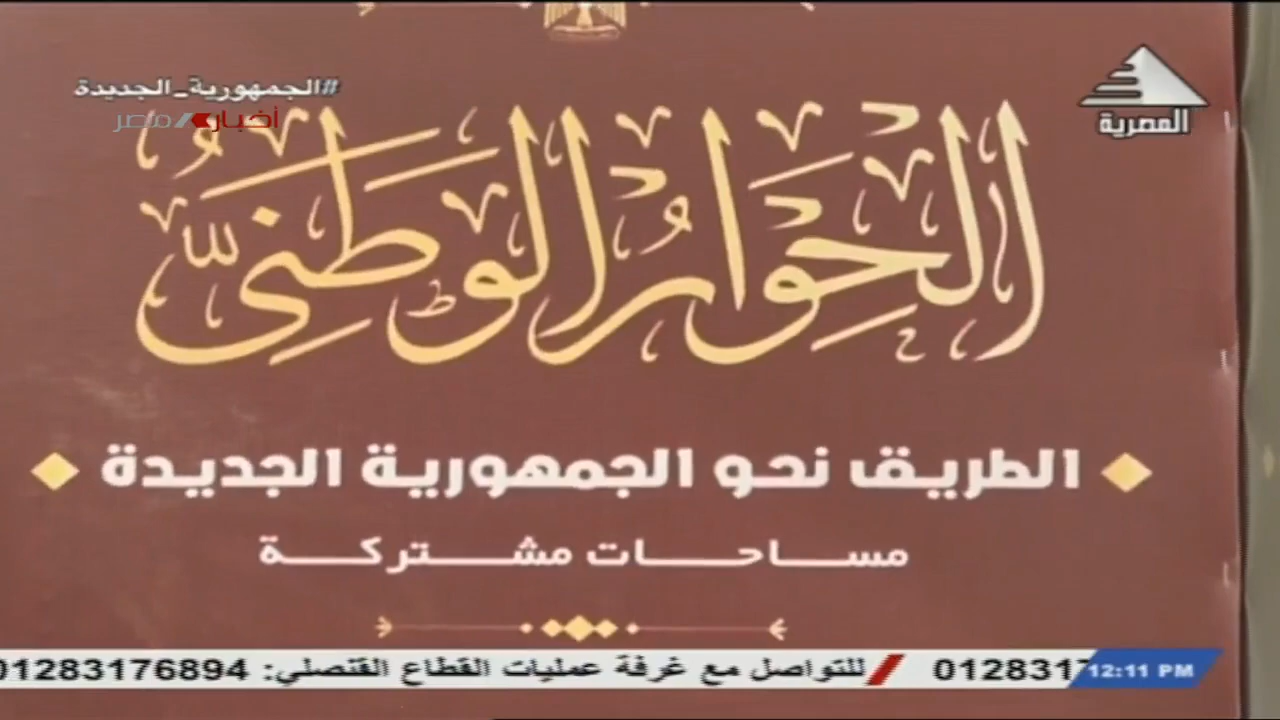 #الجمهورية_الجديدة
أخبار مصر
المصرية
الحوار الوطني
الطريق نحو الجمهورية الجديدة
مساحات مشتركة
012831 / للتواصل مع غرفة عمليات القطاع القنصلي: 01283176894
12:11 PM